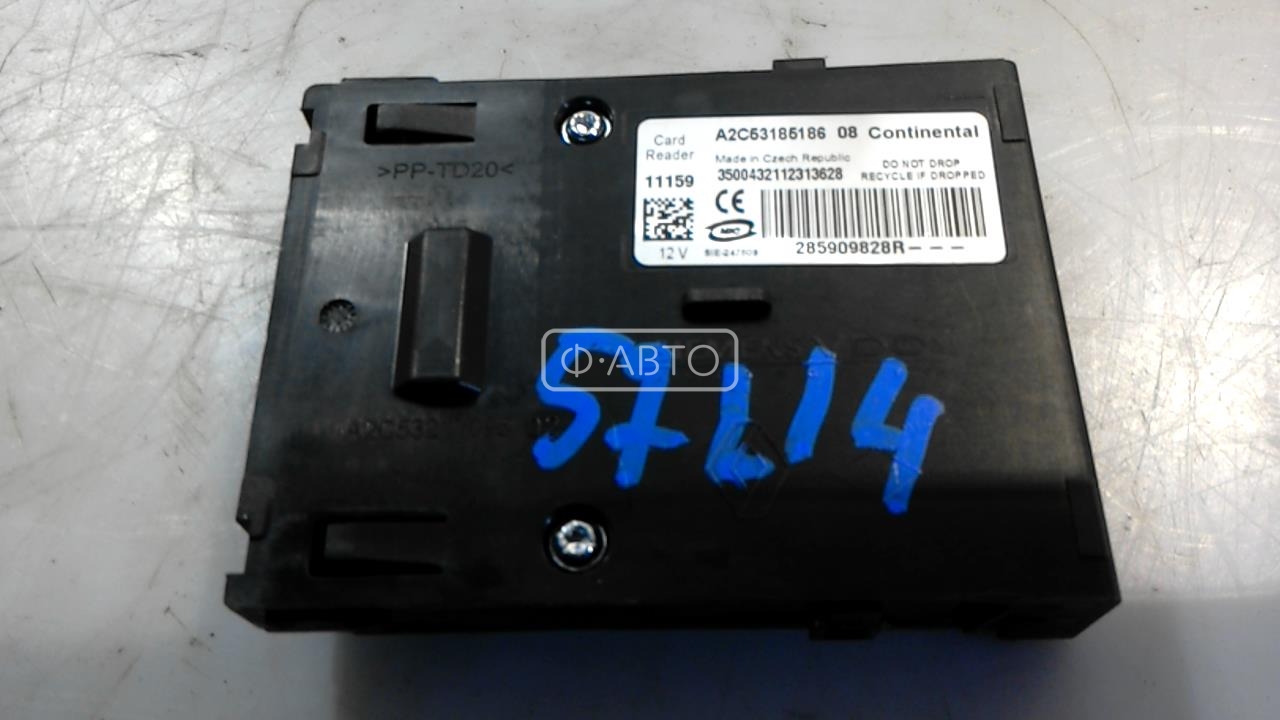 Card Reader
A2C53185186 08 Continental
Made in Czech Republic
DO NOT DROP
11159
3500432112313628
RECYCLE IF DROPPED
CE
12 V
285909828R---
>PP-TD20<
Ф·АВТО